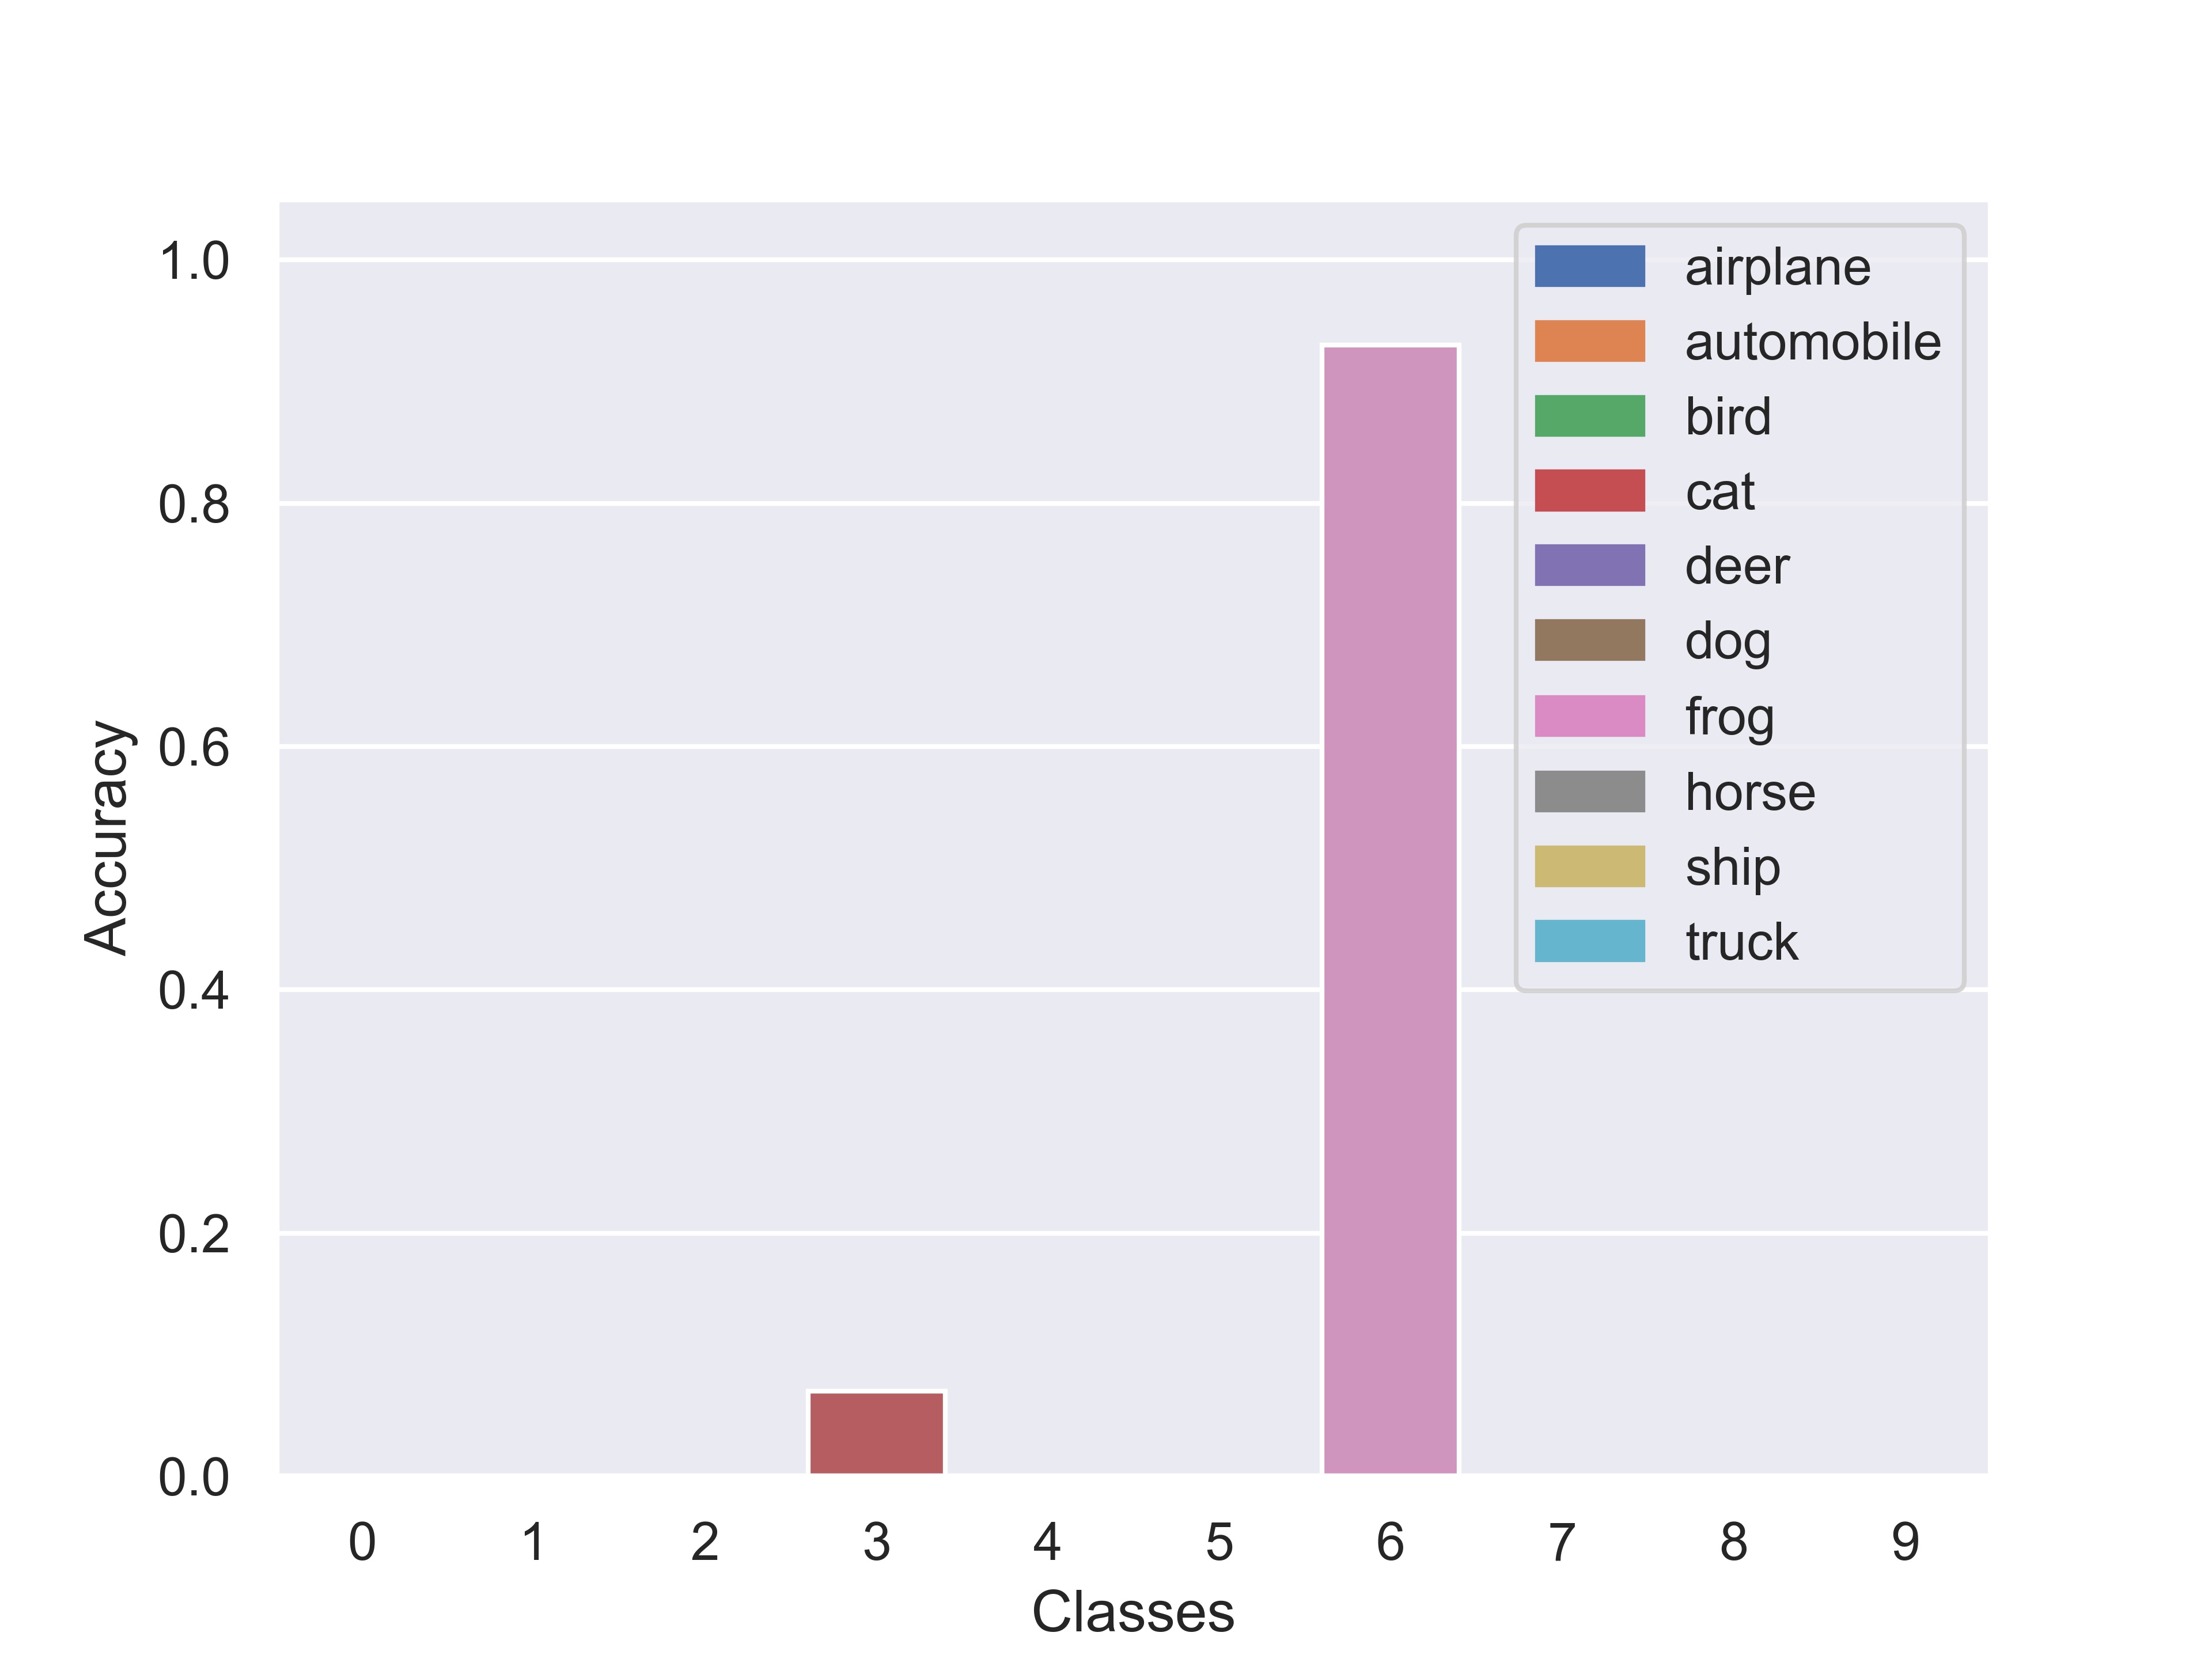 1.0
0.8
0.6
0.4
0.2
0.0
Accuracy
airplane
automobile
bird
cat
deer
dog
frog
horse
ship
truck
0 1 2 3 4 5 6 7 8 9
Classes